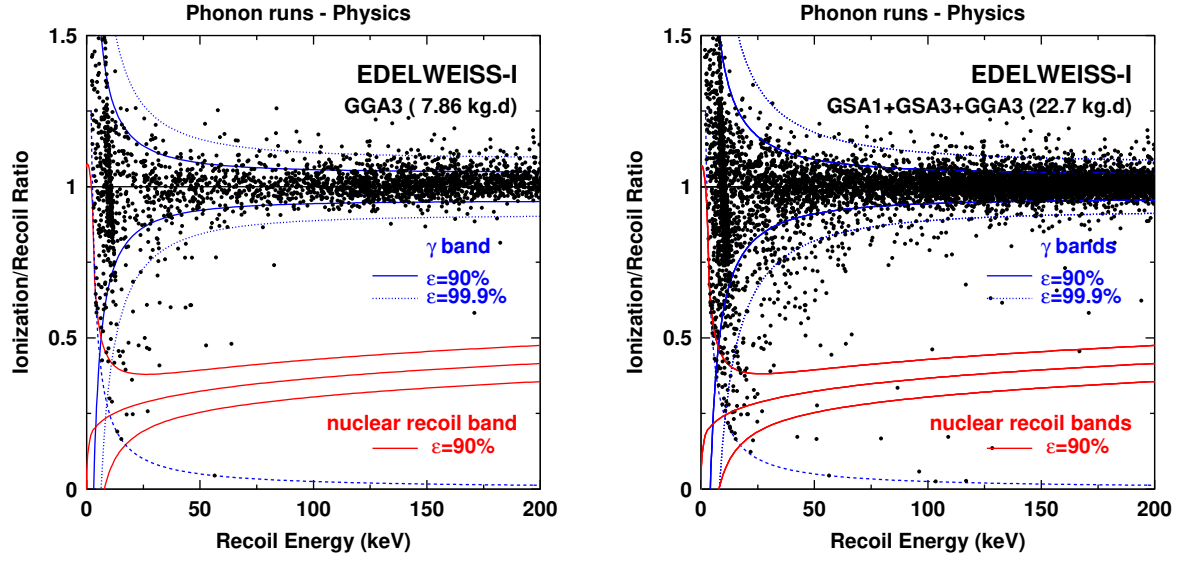 Phonon runs - Physics
1.5
1
0.5
0
Ionization/Recoil Ratio
EDELWEISS-I
GGA3 ( 7.86 kg.d)
γ band
ε=90%
ε=99.9%
nuclear recoil band
ε=90%
0 50 100 150 200
Recoil Energy (keV)
Phonon runs - Physics
1.5
1
0.5
0
Ionization/Recoil Ratio
EDELWEISS-I
GSA1+GSA3+GGA3 (22.7 kg.d)
γ bands
ε=90%
ε=99.9%
nuclear recoil bands
ε=90%
0 50 100 150 200
Recoil Energy (keV)